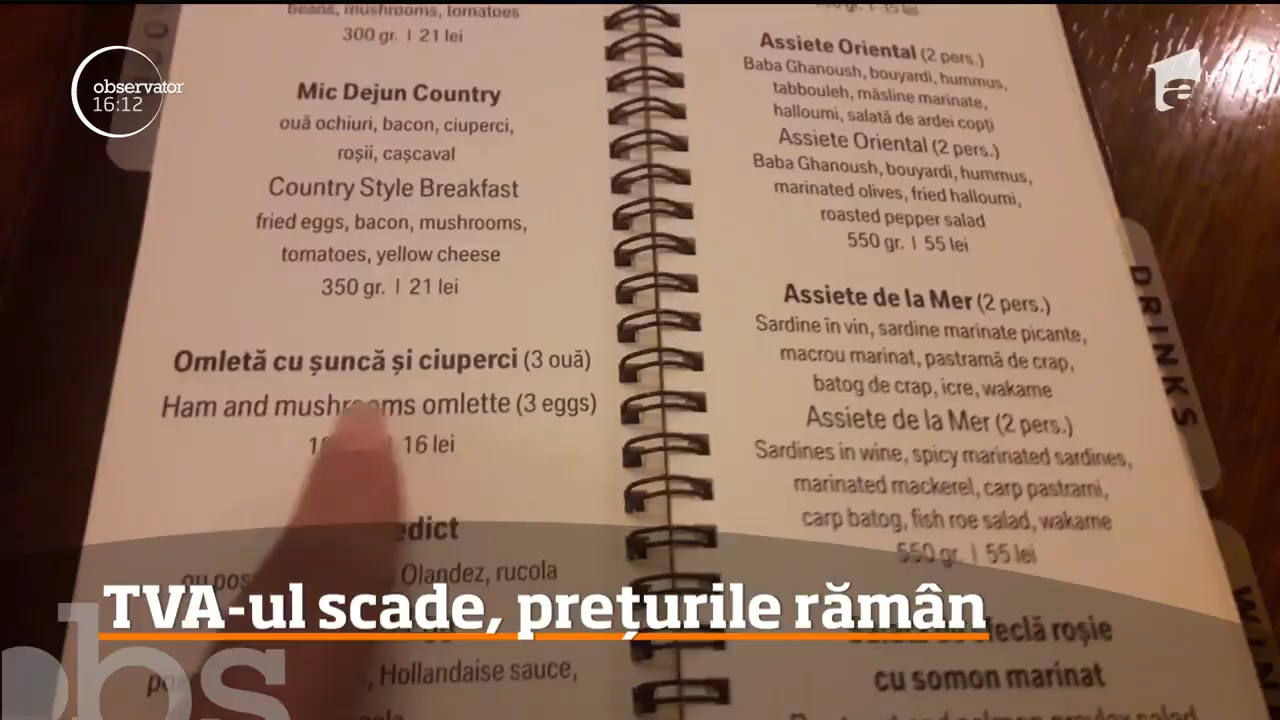 observator
16:12
beans, mushrooms, tomatoes
300 gr. | 21 lei
Mic Dejun Country
ouă ochiuri, bacon, ciuperci,
roșii, cașcaval
Country Style Breakfast
fried eggs, bacon, mushrooms,
tomatoes, yellow cheese
350 gr. | 21 lei
Omletă cu șuncă și ciuperci (3 ouă)
Ham and mushrooms omlette (3 eggs)
16 lei
Olandez, rucola
, Hollandaise sauce,
Assiete Oriental (2 pers.)
Baba Ghanoush, bouyardi, hummus,
tabbouleh, măsline marinate,
halloumi, salată de ardei copți
Assiete Oriental (2 pers.)
Baba Ghanoush, bouyardi, hummus,
marinated olives, fried halloumi,
roasted pepper salad
550 gr. | 55 lei
Assiete de la Mer (2 pers.)
Sardine în vin, sardine marinate picante,
macrou marinat, pastramă de crap,
batog de crap, icre, wakame
Assiete de la Mer (2 pers.)
Sardines in wine, spicy marinated sardines,
marinated mackerel, carp pastrami,
carp batog, fish roe salad, wakame
550 gr. | 55 lei
roșie
cu somon marinat
DRINKS
TVA-ul scade, prețurile rămân
obs